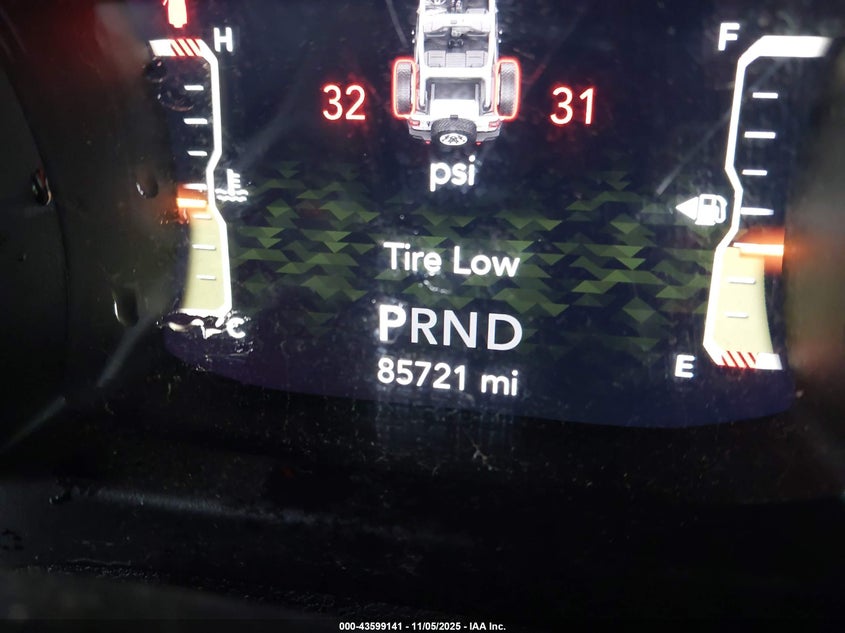 H
F
32
31
psi
Tire Low
PRND
C
E
85721 mi
000-43599141 - 11/05/2025 - IAA Inc.